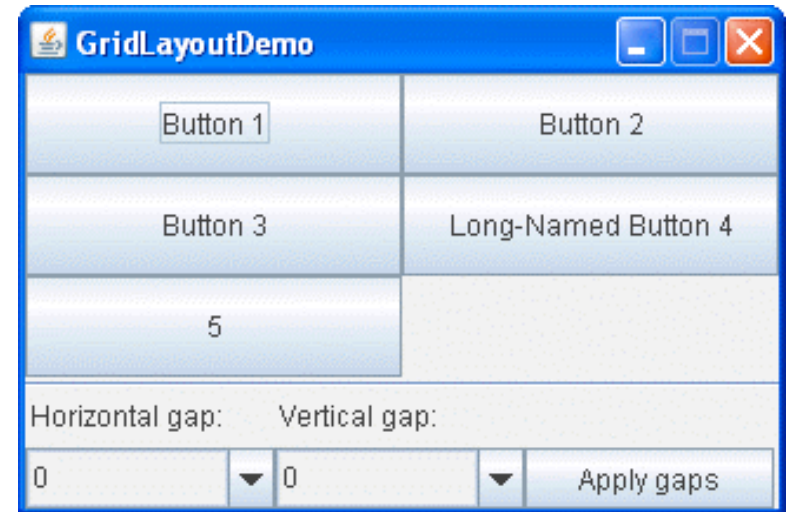 GridLayoutDemo
Button 1 Button 2
Button 3 Long-Named Button 4
5
Horizontal gap: Vertical gap:
0 0 Apply gaps